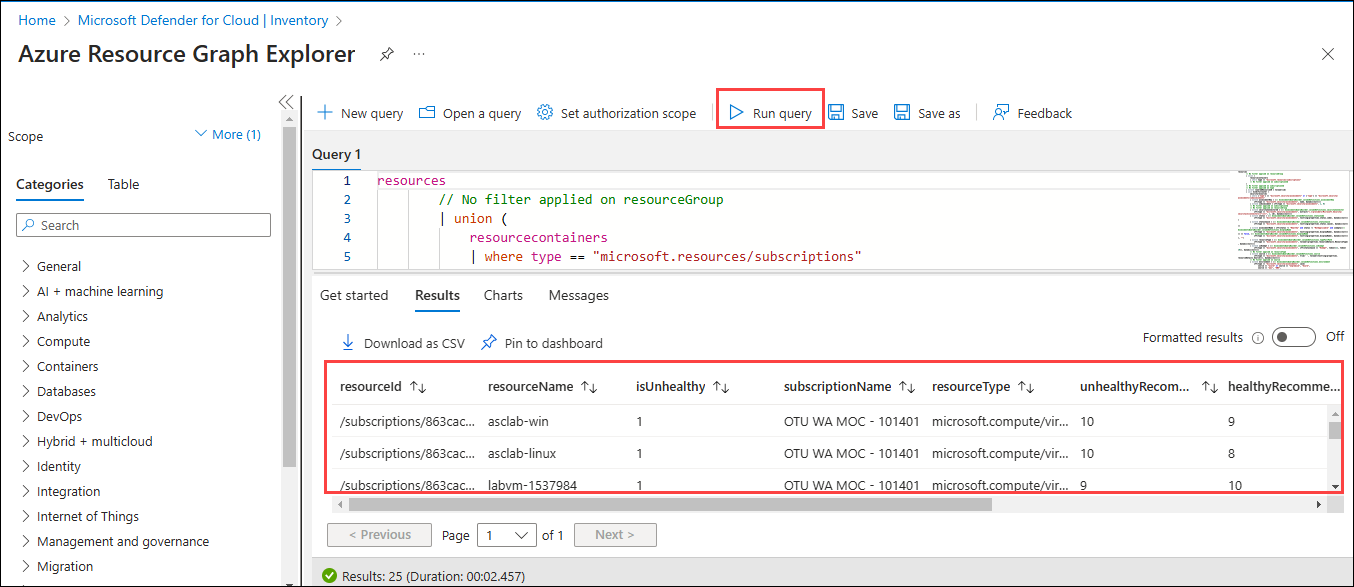 Home > Microsoft Defender for Cloud | Inventory >
Azure Resource Graph Explorer
Scope
More (1)
Categories Table
Search
General
AI + machine learning
Analytics
Compute
Containers
Databases
DevOps
Hybrid + multicloud
Identity
Integration
Internet of Things
Management and governance
Migration
New query Open a query Set authorization scope Run query Save Save as Feedback
Query 1
1 resources
2 // No filter applied on resourceGroup
3 | union (
4 resourcecontainers
5 | where type == "microsoft.resources/subscriptions"
Get started Results Charts Messages
Download as CSV Pin to dashboard Formatted results Off
resourceId resourceName isUnhealthy subscriptionName resourceType unhealthyRecom... healthyRecomme...
/subscriptions/863cac... asclab-win 1 OTU WA MOC - 101401 microsoft.compute/vir... 10 9
/subscriptions/863cac... asclab-linux 1 OTU WA MOC - 101401 microsoft.compute/vir... 10 8
/subscriptions/863cac... labvm-1537984 1 OTU WA MOC - 101401 microsoft.compute/vir... 9 10
< Previous Page 1 of 1 Next >
Results: 25 (Duration: 00:02.457)